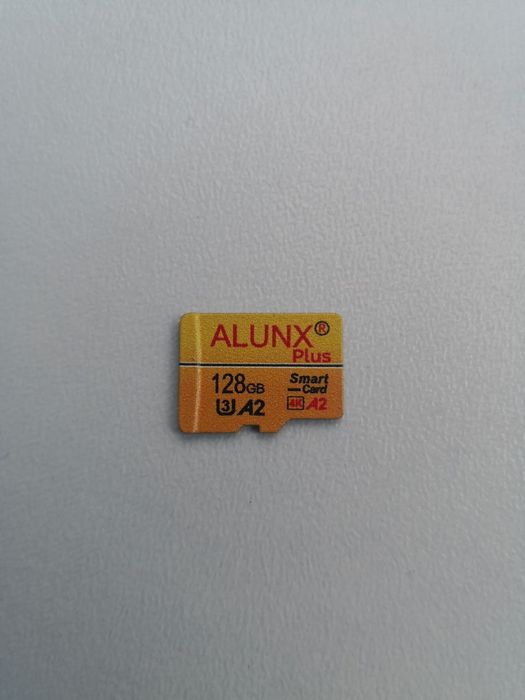 ALUNX®
Plus
128GB
Smart
Card
U3 A2
4K A2